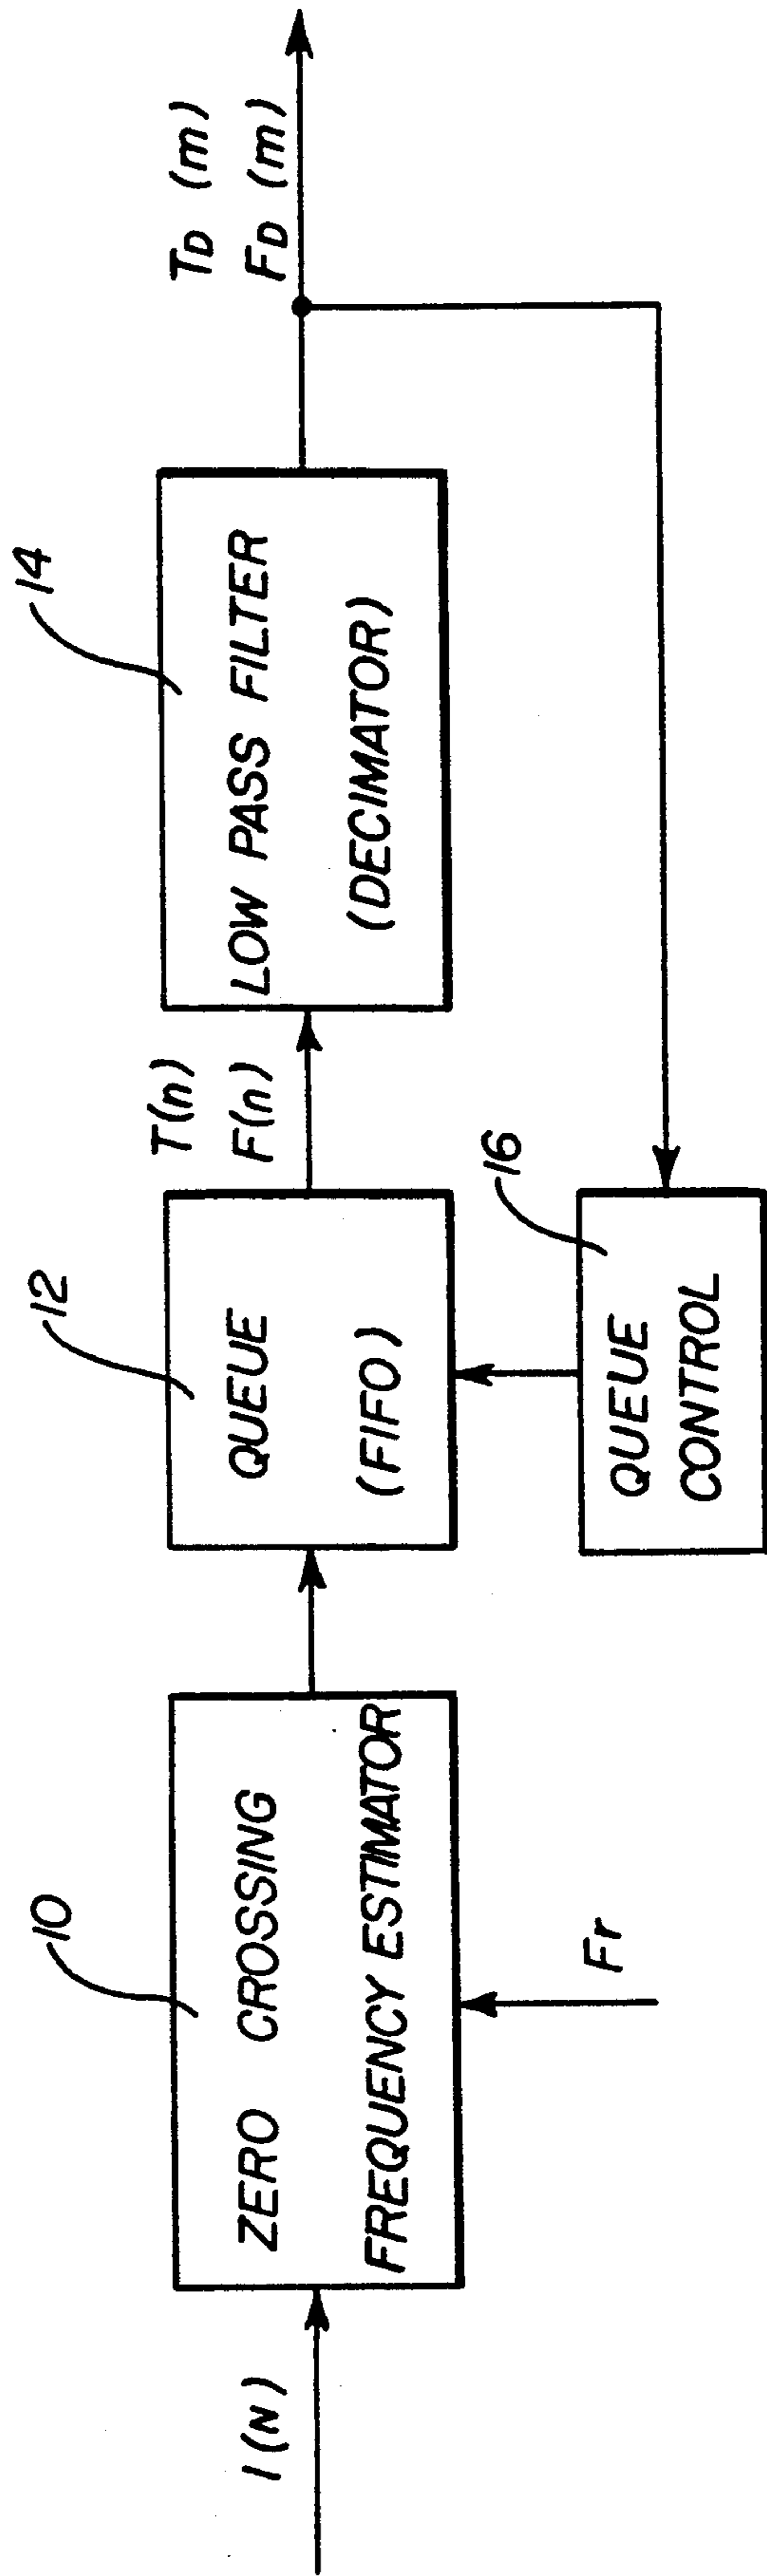 I(N)
10
ZERO CROSSING
FREQUENCY ESTIMATOR
Fr
12
QUEUE
(FIFO)
T(n)
F(n)
16
QUEUE
CONTROL
14
LOW PASS FILTER
(DECIMATOR)
TD (m)
FD (m)